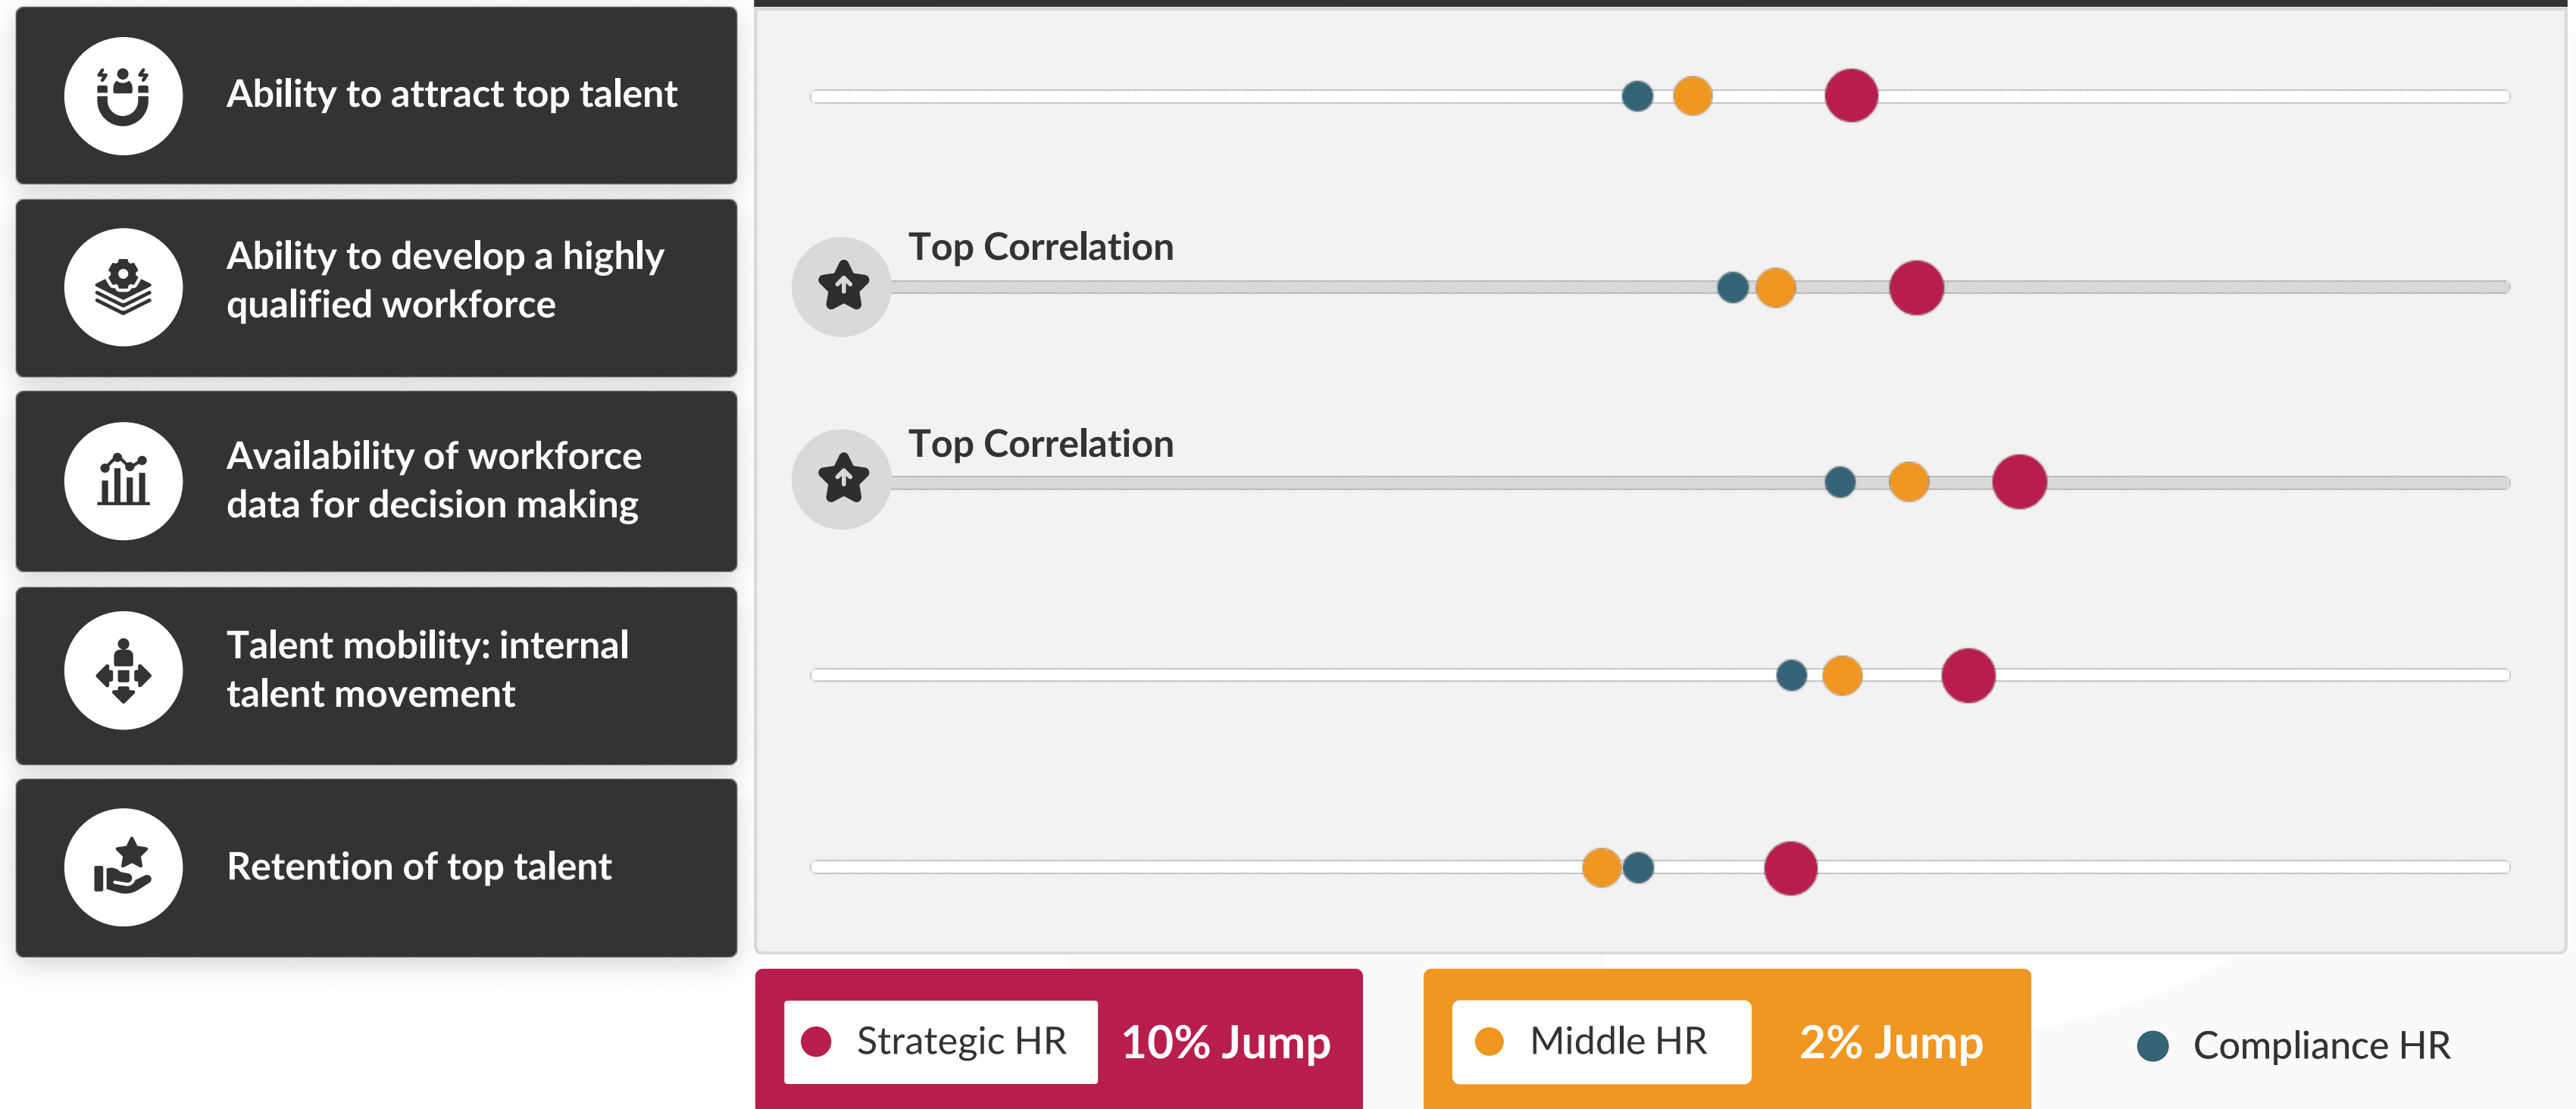 Ability to attract top talent
Top Correlation
Ability to develop a highly
qualified workforce
Top Correlation
Availability of workforce
data for decision making
Talent mobility: internal
talent movement
Retention of top talent
Strategic HR 10% Jump
Middle HR 2% Jump
Compliance HR